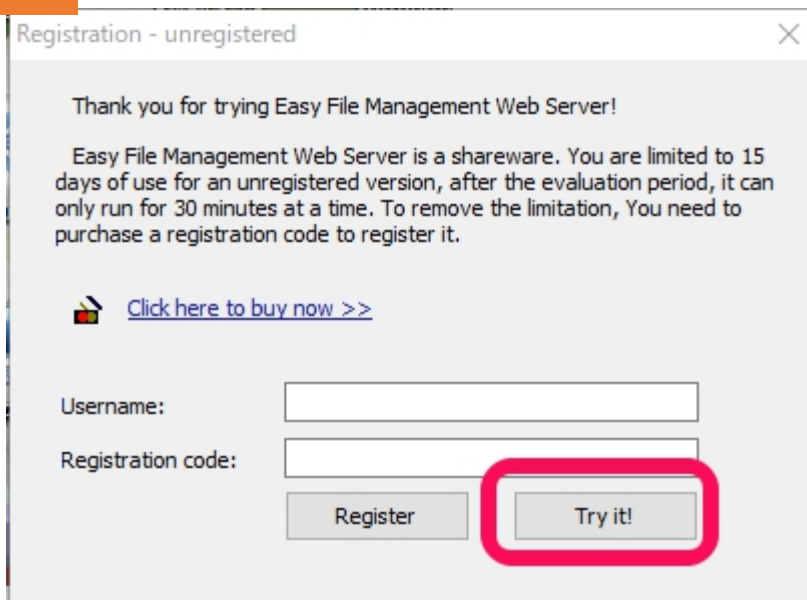 Registration - unregistered
Thank you for trying Easy File Management Web Server!
Easy File Management Web Server is a shareware. You are limited to 15
days of use for an unregistered version, after the evaluation period, it can
only run for 30 minutes at a time. To remove the limitation, You need to
purchase a registration code to register it.
Click here to buy now >>
Username:
Registration code:
Register
Try it!